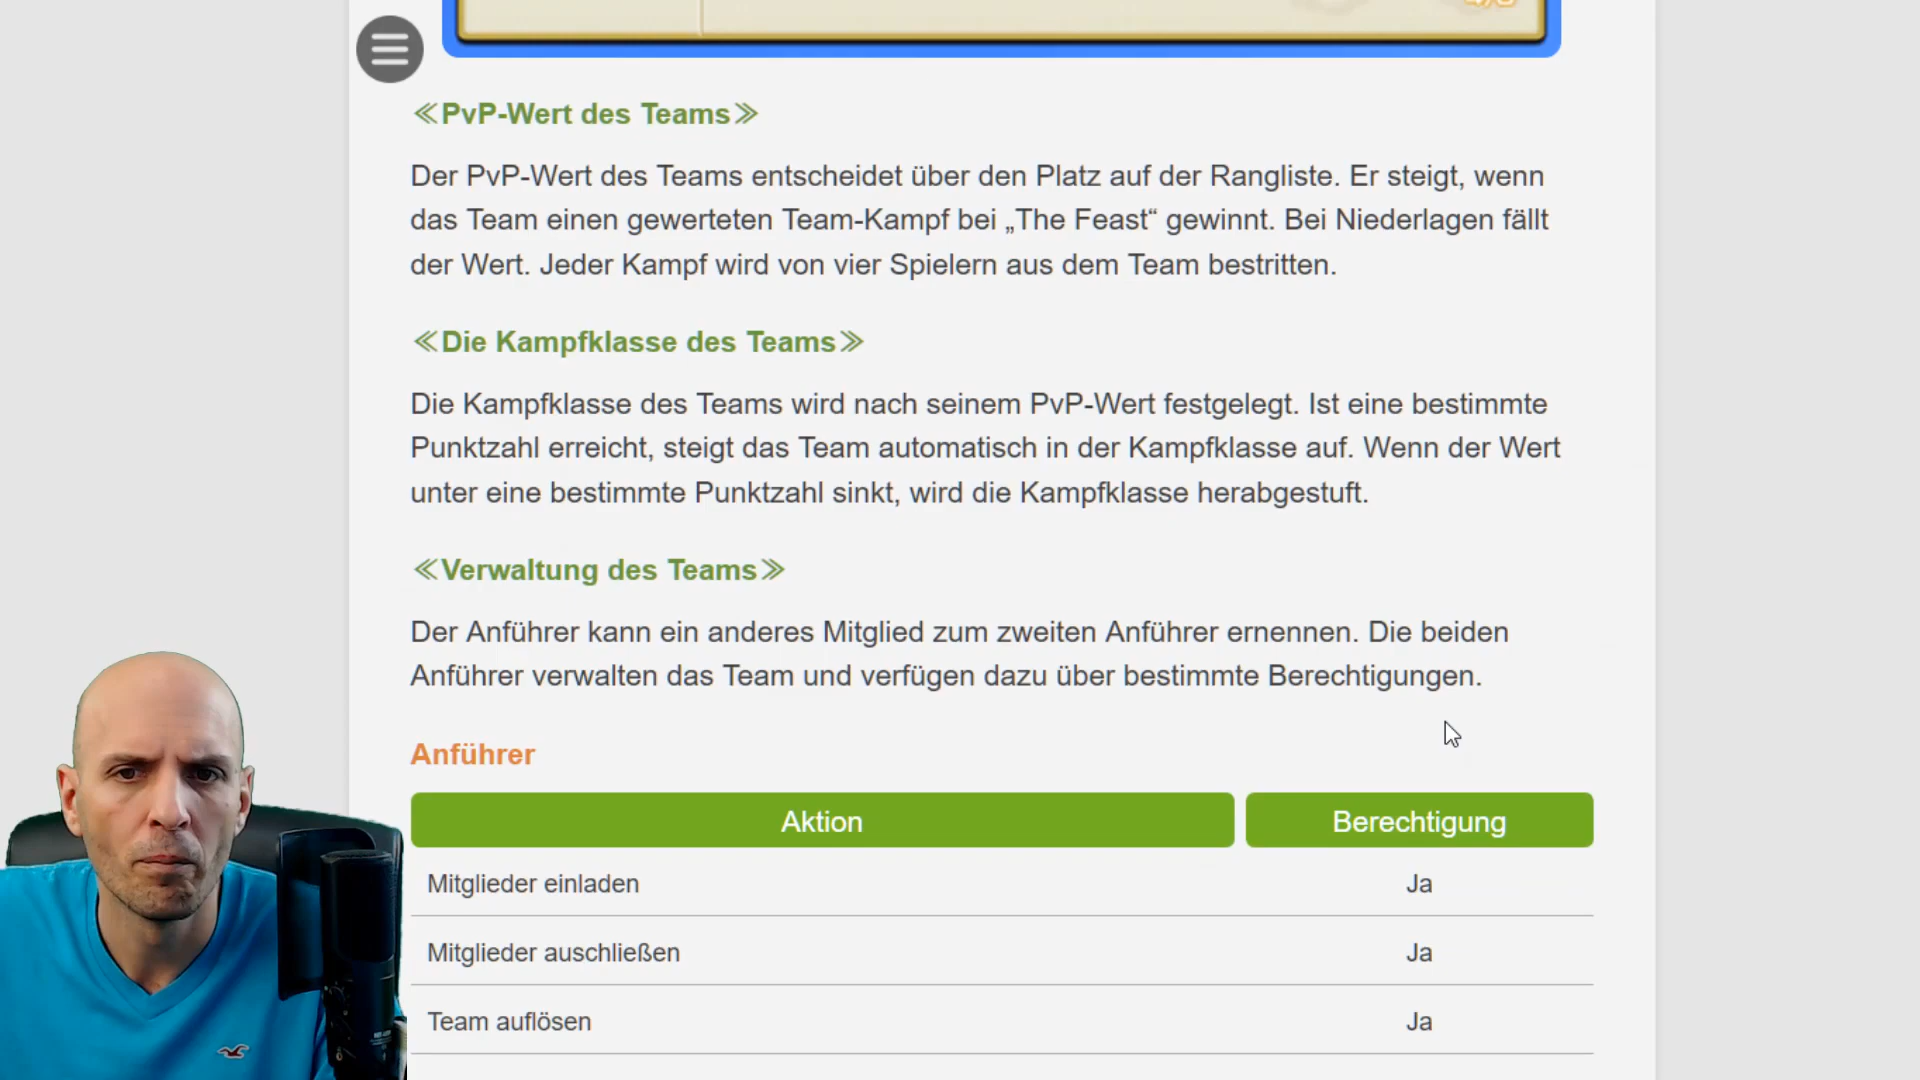 ≪PvP-Wert des Teams≫
Der PvP-Wert des Teams entscheidet über den Platz auf der Rangliste. Er steigt, wenn
das Team einen gewerteten Team-Kampf bei „The Feast“ gewinnt. Bei Niederlagen fällt
der Wert. Jeder Kampf wird von vier Spielern aus dem Team bestritten.
≪Die Kampfklasse des Teams≫
Die Kampfklasse des Teams wird nach seinem PvP-Wert festgelegt. Ist eine bestimmte
Punktzahl erreicht, steigt das Team automatisch in der Kampfklasse auf. Wenn der Wert
unter eine bestimmte Punktzahl sinkt, wird die Kampfklasse herabgestuft.
≪Verwaltung des Teams≫
Der Anführer kann ein anderes Mitglied zum zweiten Anführer ernennen. Die beiden
Anführer verwalten das Team und verfügen dazu über bestimmte Berechtigungen.
Anführer
Aktion Berechtigung
Mitglieder einladen Ja
Mitglieder auschließen Ja
Team auflösen Ja